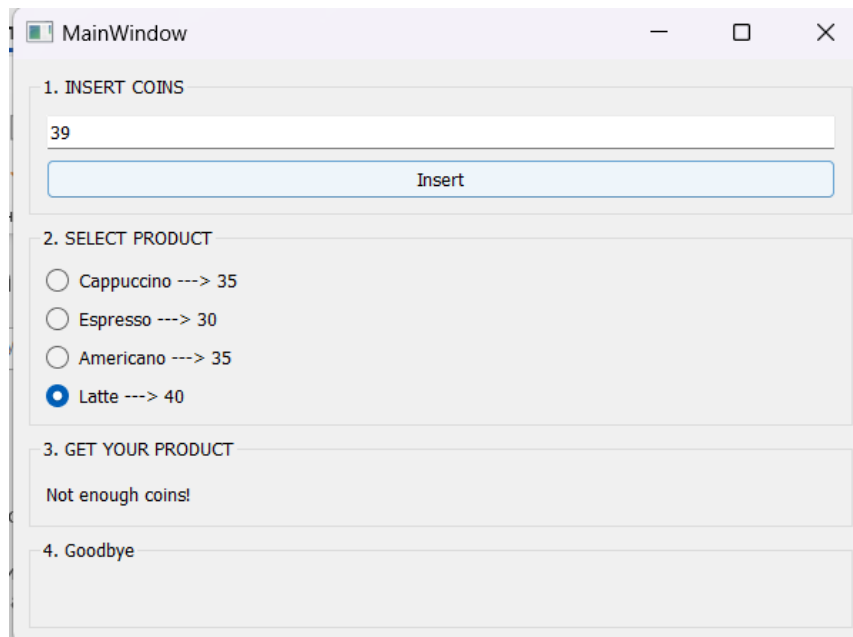 MainWindow
1. INSERT COINS
39
Insert
2. SELECT PRODUCT
Cappuccino ---> 35
Espresso ---> 30
Americano ---> 35
Latte ---> 40
3. GET YOUR PRODUCT
Not enough coins!
4. Goodbye